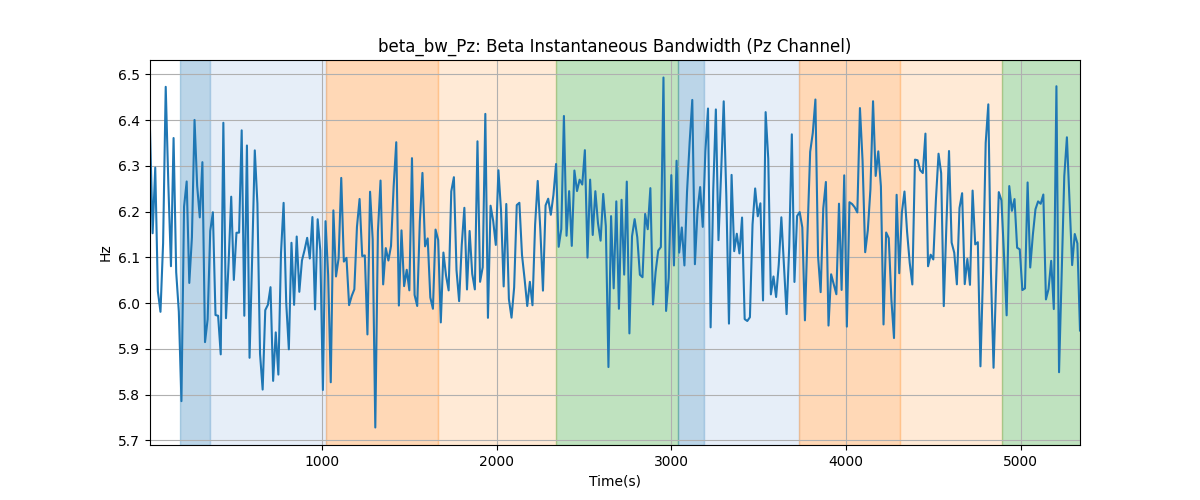 beta_bw_Pz: Beta Instantaneous Bandwidth (Pz Channel)
6.5
6.4
6.3
6.2
6.1
6.0
5.9
5.8
5.7
Hz
1000 2000 3000 4000 5000
Time(s)